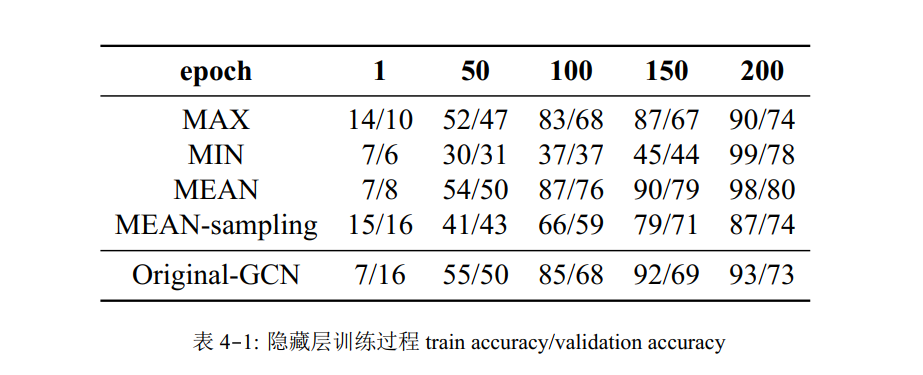 epoch 1 50 100 150 200
MAX 14/10 52/47 83/68 87/67 90/74
MIN 7/6 30/31 37/37 45/44 99/78
MEAN 7/8 54/50 87/76 90/79 98/80
MEAN-sampling 15/16 41/43 66/59 79/71 87/74
Original-GCN 7/16 55/50 85/68 92/69 93/73
表 4-1: 隐藏层训练过程 train accuracy/validation accuracy